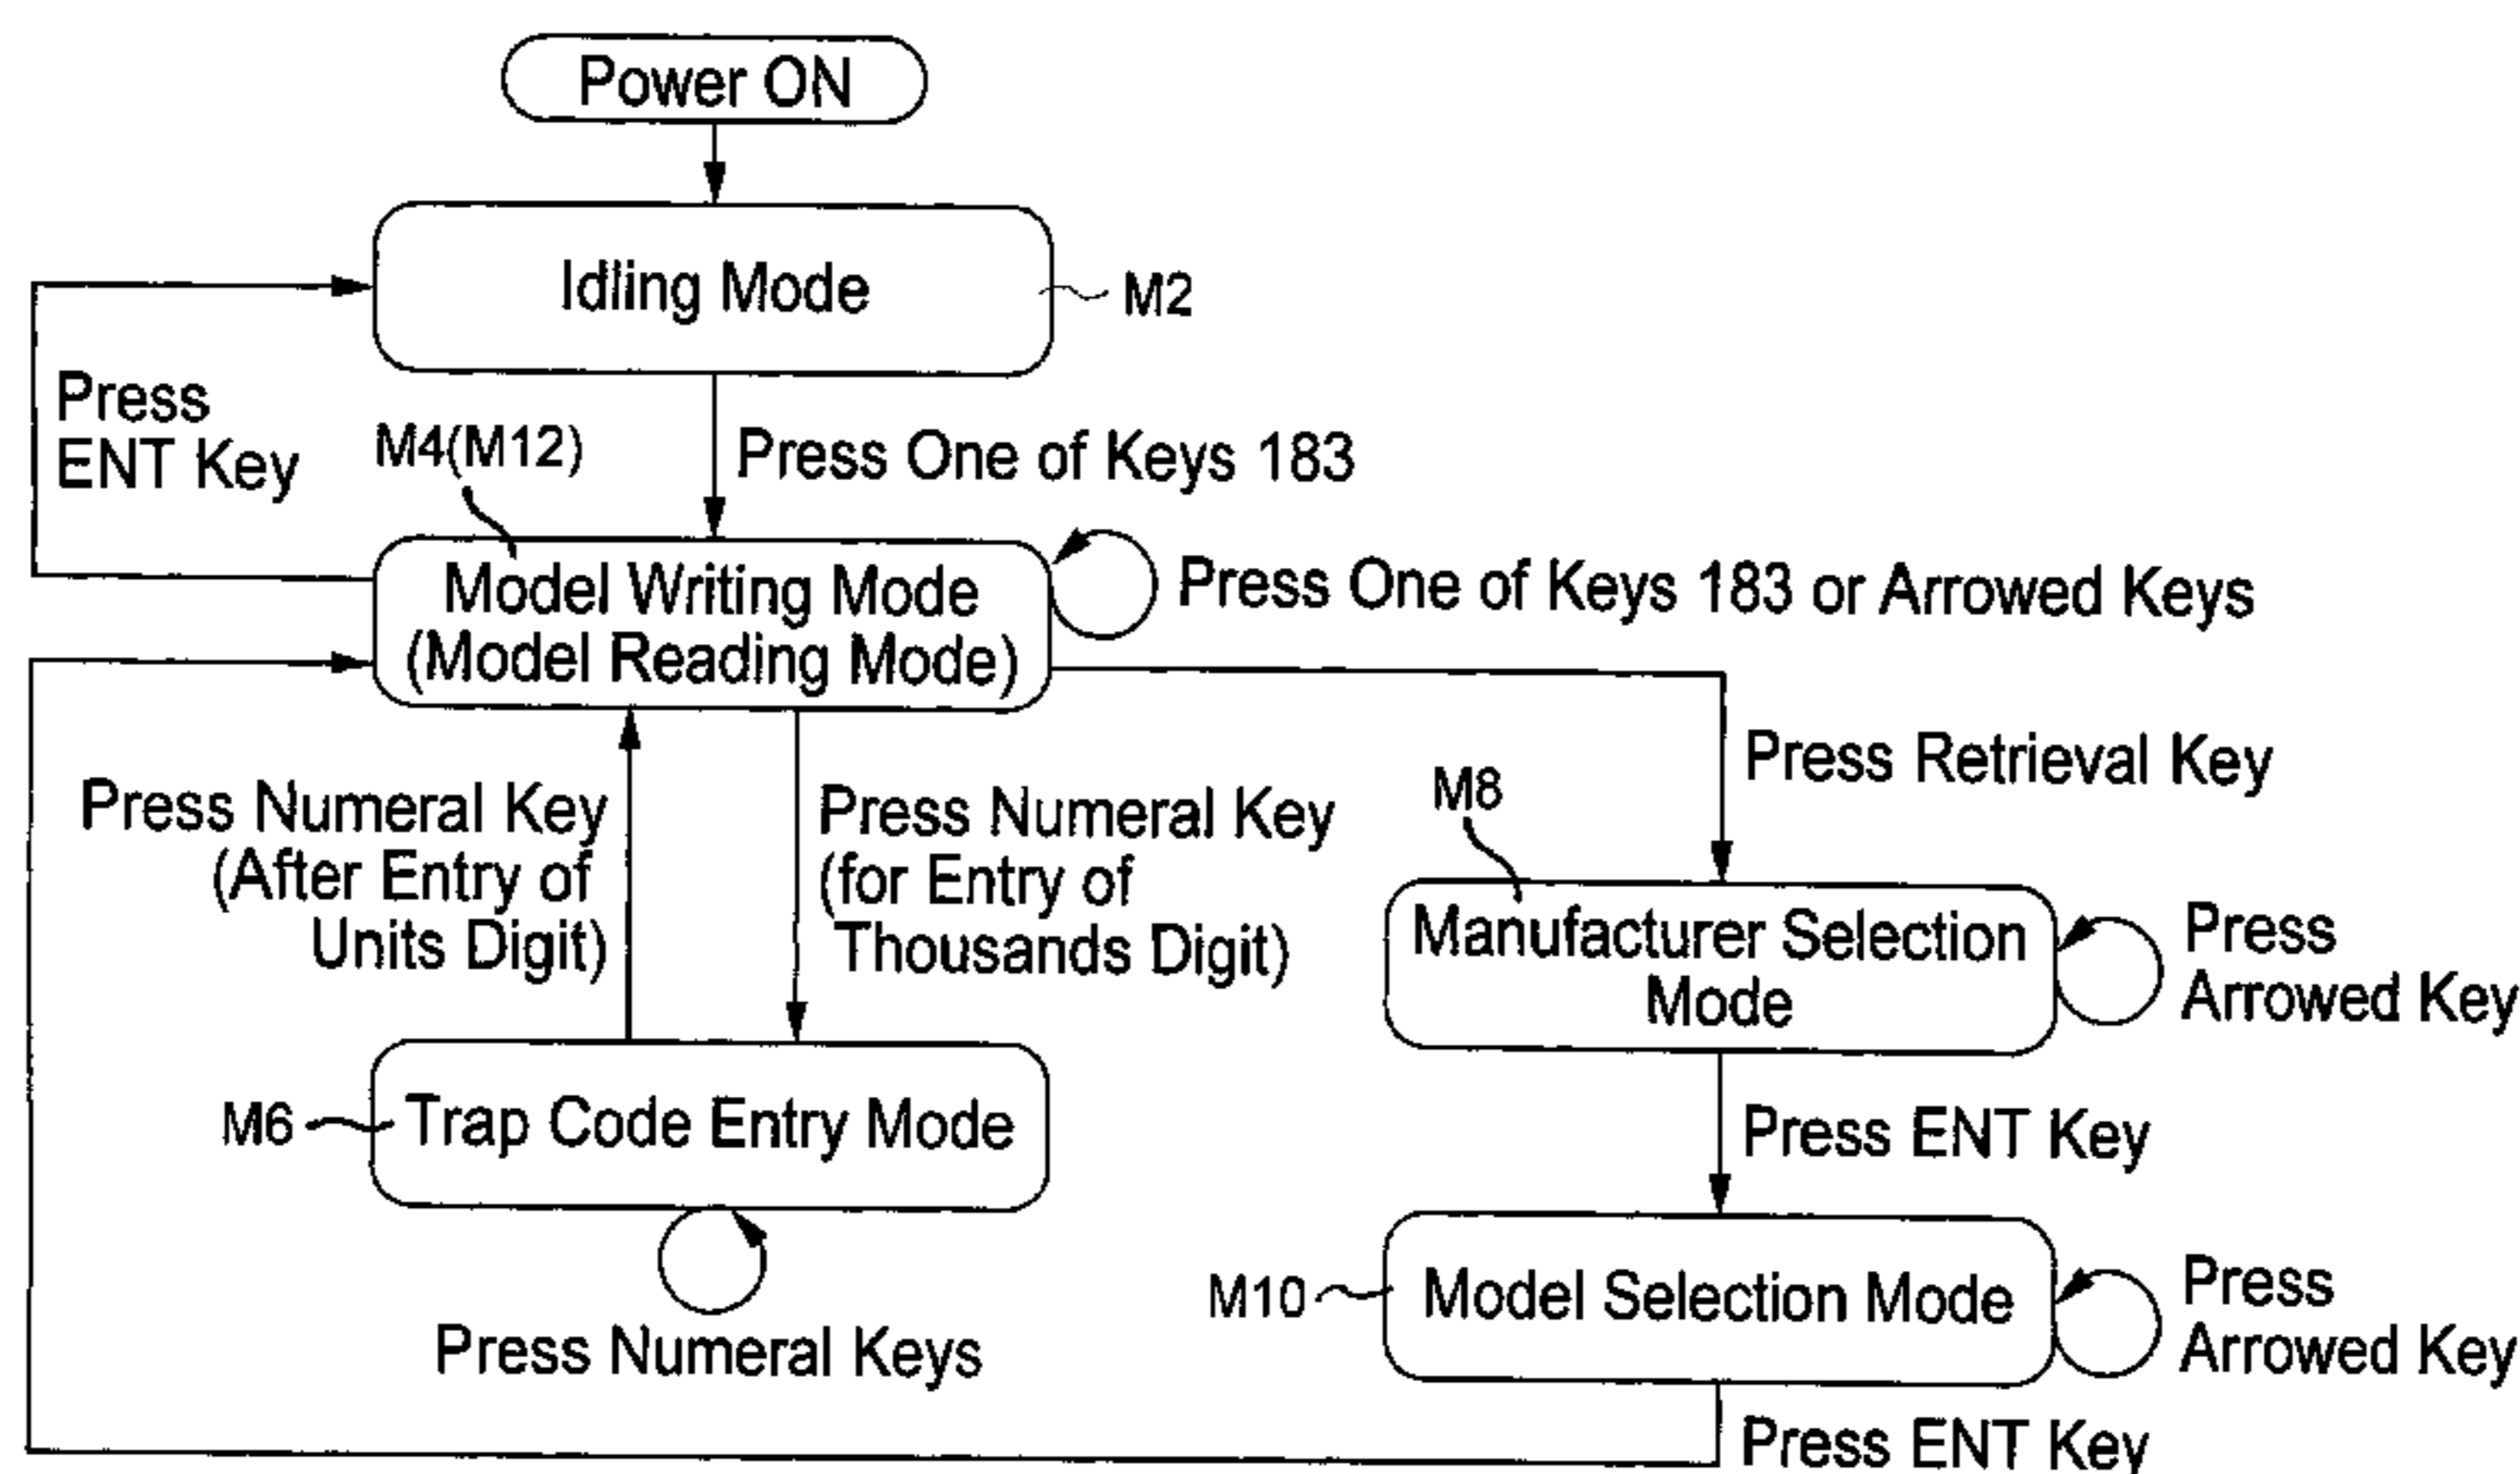 Power ON
Idling Mode
M2
Press
ENT Key
M4(M12)
Press One of Keys 183
Model Writing Mode
(Model Reading Mode)
Press One of Keys 183 or Arrowed Keys
Press Retrieval Key
Press Numeral Key
(After Entry of
Units Digit)
Press Numeral Key
(for Entry of
Thousands Digit)
M8
Manufacturer Selection
Mode
Press
Arrowed Key
M6
Trap Code Entry Mode
Press ENT Key
Press Numeral Keys
M10
Model Selection Mode
Press
Arrowed Key
Press ENT Key